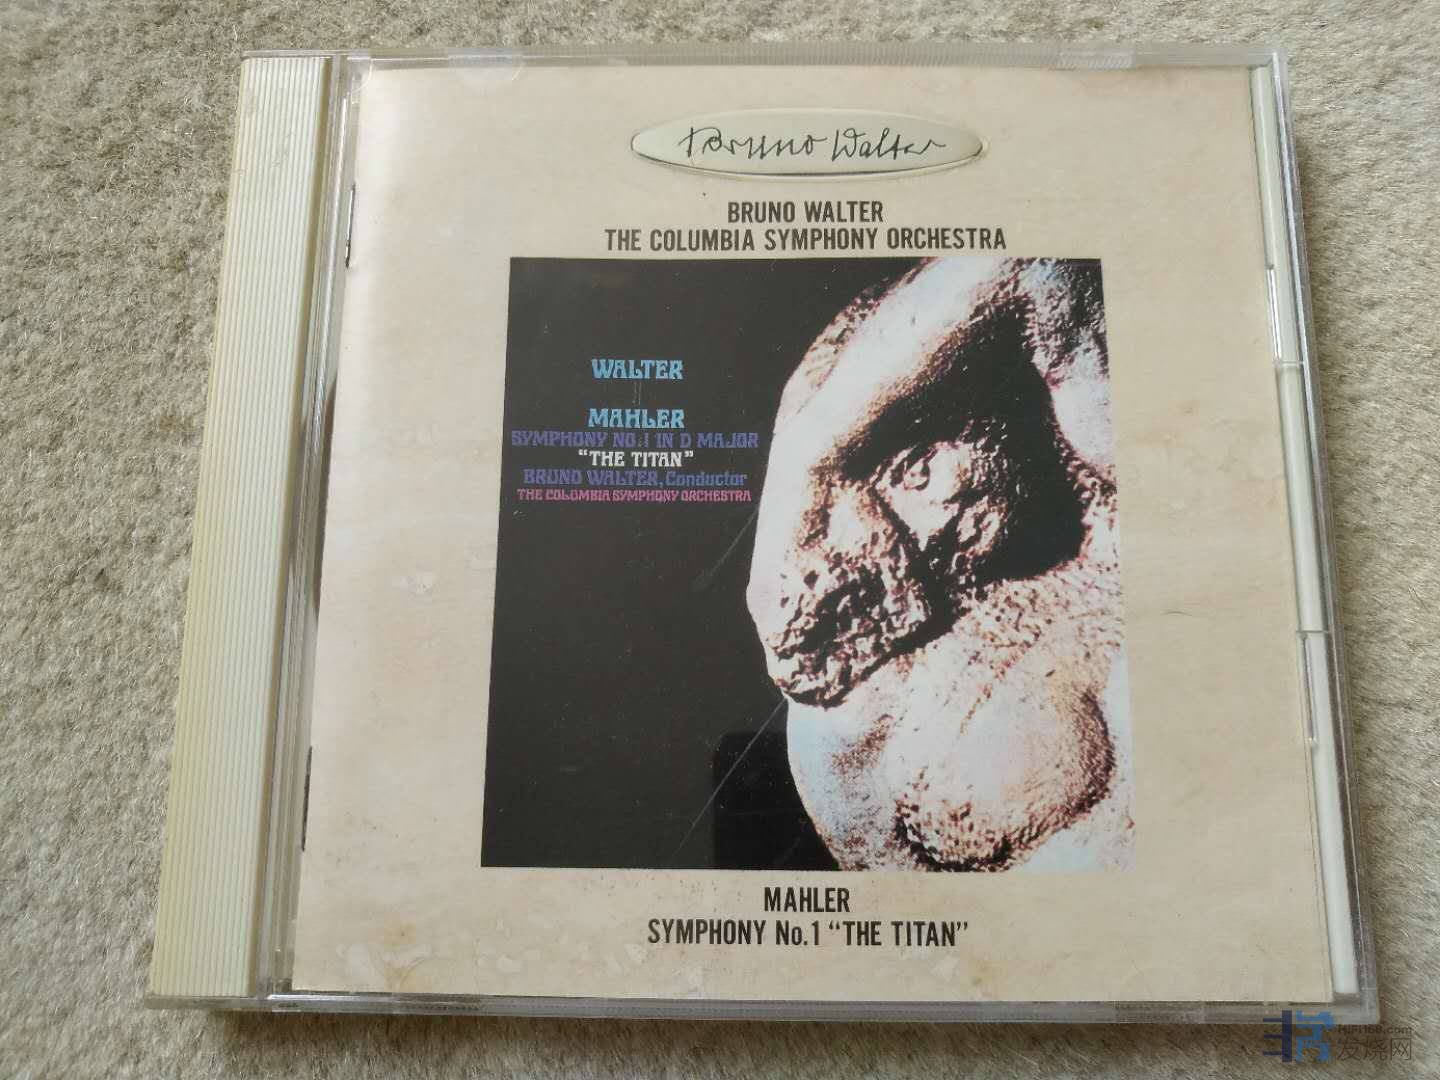 Bruno Walter
BRUNO WALTER
THE COLUMBIA SYMPHONY ORCHESTRA
WALTER
MAHLER
SYMPHONY NO.1 IN D MAJOR
"THE TITAN"
BRUNO WALTER, Conductor
THE COLUMBIA SYMPHONY ORCHESTRA
MAHLER
SYMPHONY No.1 "THE TITAN"
HIFI168.com
发烧网